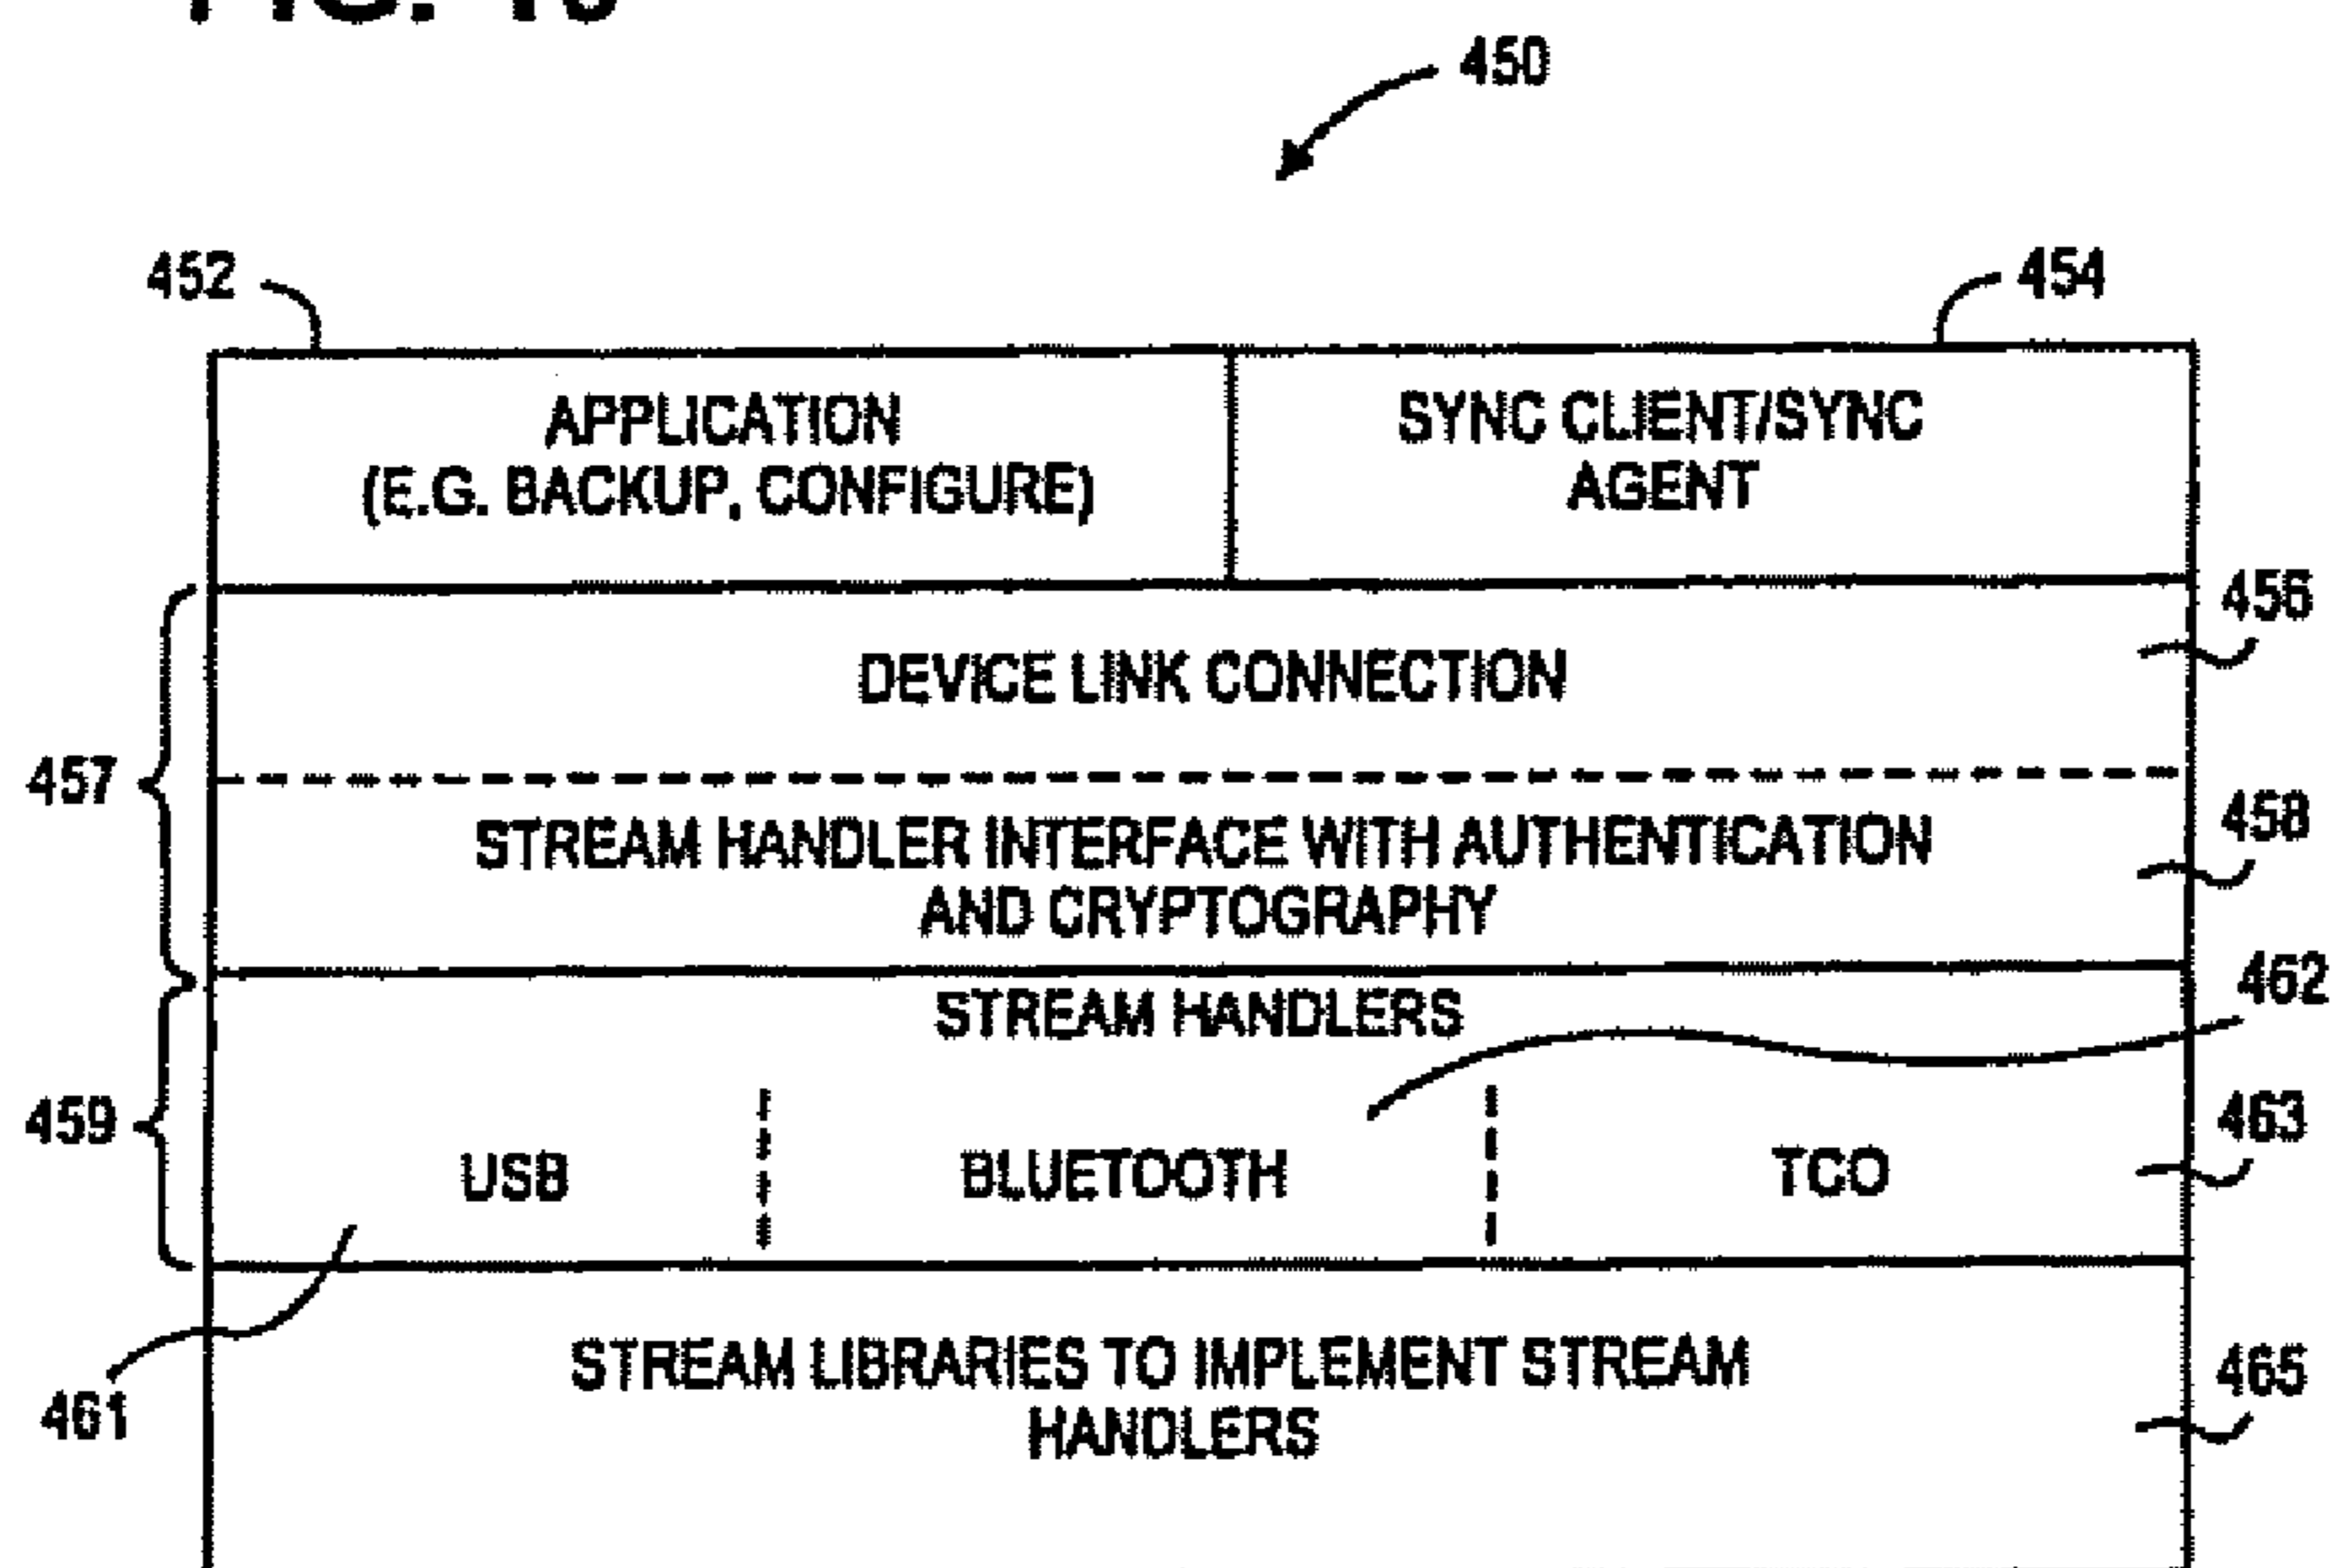 450
452
454
APPLICATION
(E.G. BACKUP, CONFIGURE)
SYNC CLIENT/SYNC
AGENT
456
DEVICE LINK CONNECTION
457
458
STREAM HANDLER INTERFACE WITH AUTHENTICATION
AND CRYPTOGRAPHY
462
STREAM HANDLERS
459
463
USB
BLUETOOTH
TCO
461
STREAM LIBRARIES TO IMPLEMENT STREAM
HANDLERS
465